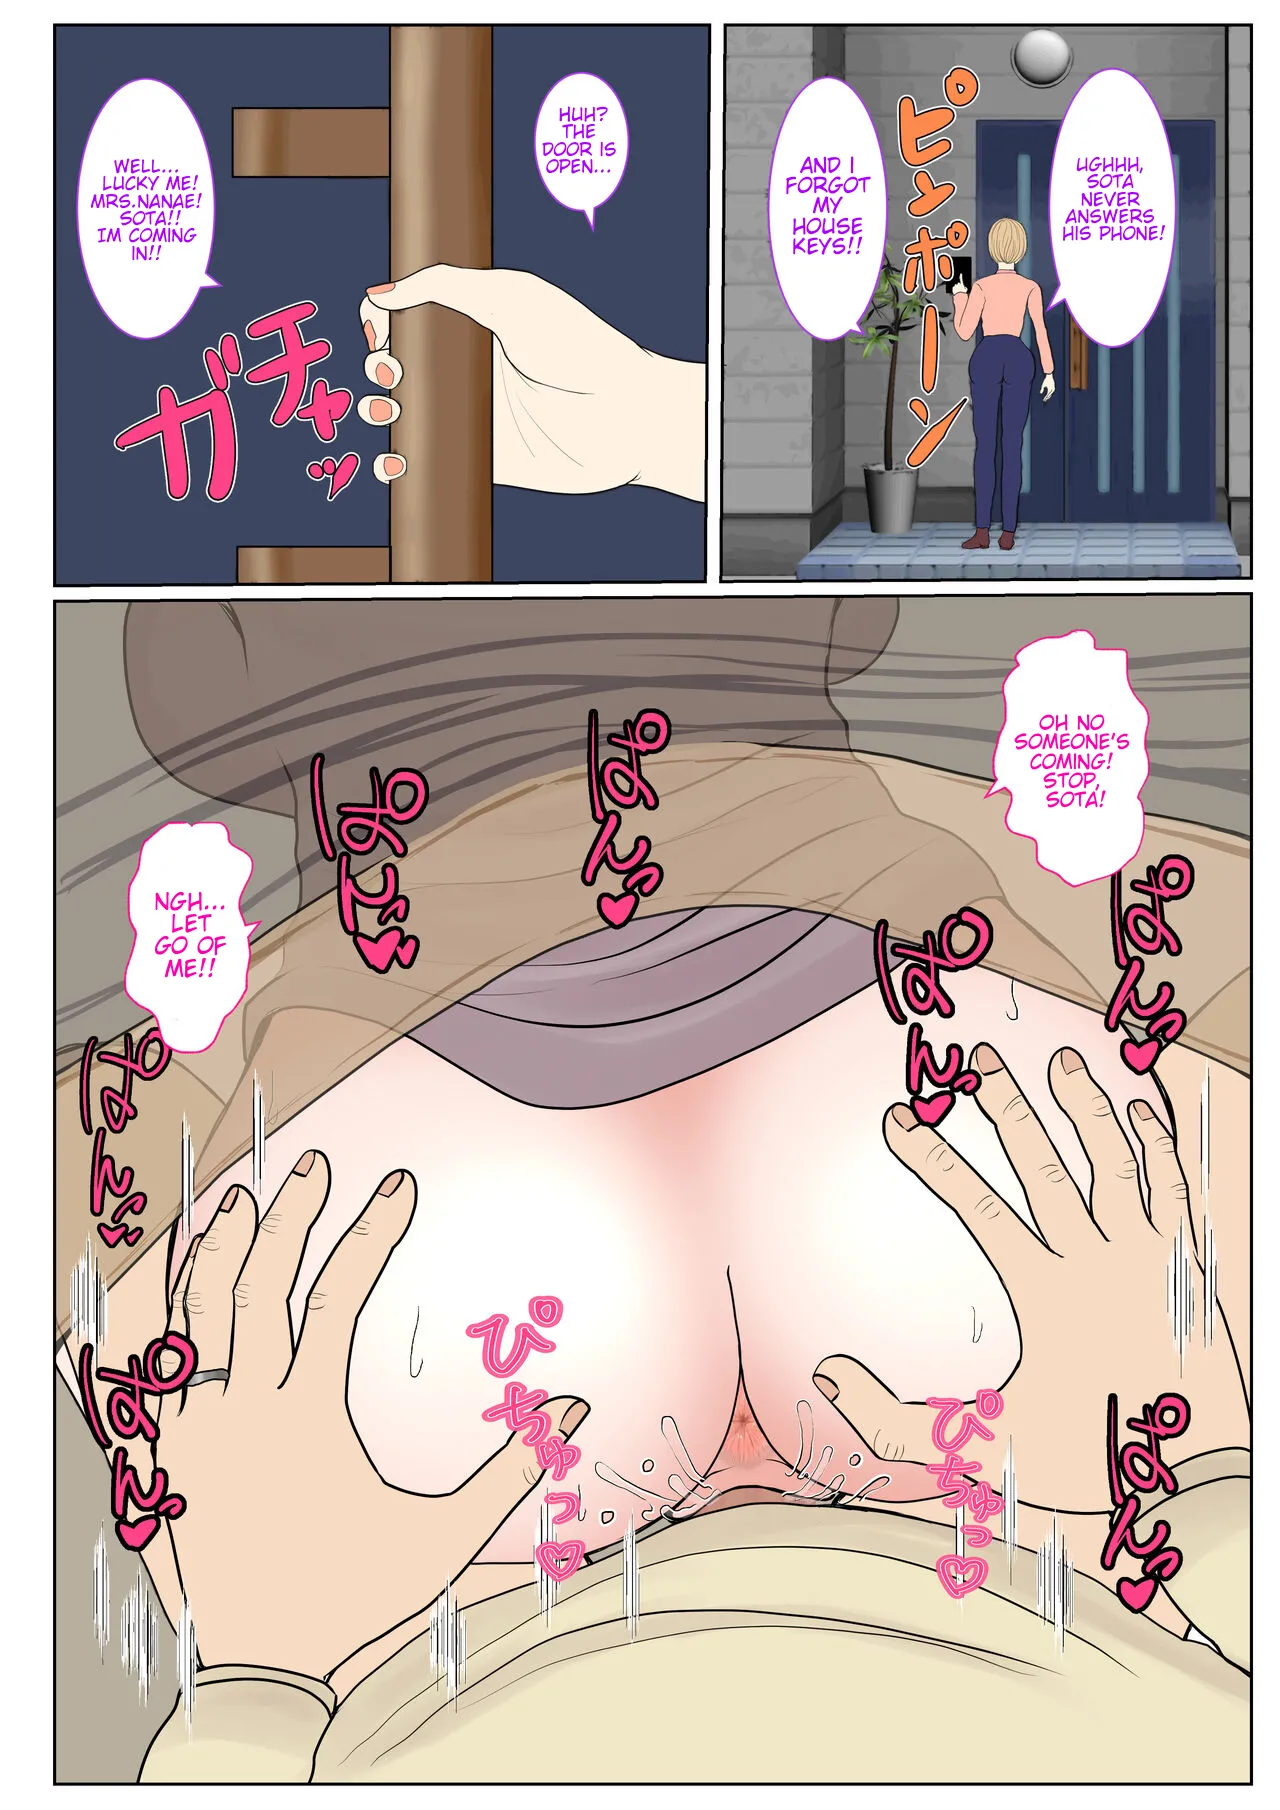 UGHHH,
SOTA
NEVER
ANSWERS
HIS PHONE!
AND I
FORGOT
MY
HOUSE
KEYS!!
ピンポーン
HUH?
THE
DOOR IS
OPEN...
WELL...
LUCKY ME!
MRS.NANAE!
SOTA!!
IM COMING
IN!!
ガチャッ
OH NO
SOMEONE'S
COMING!
STOP,
SOTA!
NGH...
LET
GO OF
ME!!
ぱんっ♡
ぱんっ♡
ぱんっ♡
ぱんっ♡
ぱんっ♡
ぱんっ♡
ぴちゅっ♡
ぴちゅっ♡
ぱんっ♡